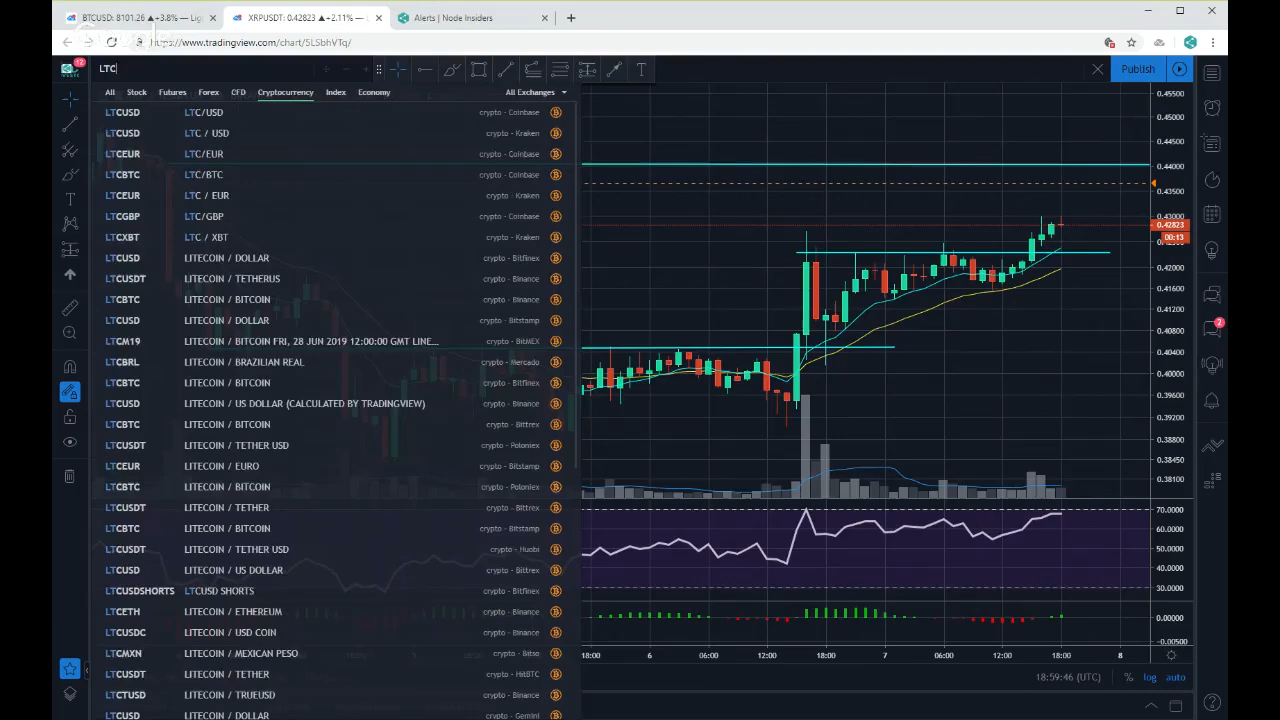 BTCUSD: 8101.26 ▲+3.8% — Lig
XRPUSDT: 0.42823 ▲+2.11% —
Alerts | Node Insiders
https://www.tradingview.com/chart/5LSbhVTq/
12
LTC
Publish
All Stock Futures Forex CFD Cryptocurrency Index Economy All Exchanges
LTCUSD LTC/USD crypto - Coinbase
LTCUSD LTC / USD crypto - Kraken
LTCEUR LTC/EUR crypto - Coinbase
LTCBTC LTC/BTC crypto - Coinbase
LTCEUR LTC / EUR crypto - Kraken
LTCGBP LTC/GBP crypto - Coinbase
LTCXBT LTC / XBT crypto - Kraken
LTCUSD LITECOIN / DOLLAR crypto - Bitfinex
LTCUSDT LITECOIN / TETHERUS crypto - Binance
LTCBTC LITECOIN / BITCOIN crypto - Binance
LTCUSD LITECOIN / DOLLAR crypto - Bitstamp
LTCM19 LITECOIN / BITCOIN FRI, 28 JUN 2019 12:00:00 GMT LINE... crypto - BitMEX
LTCBRL LITECOIN / BRAZILIAN REAL crypto - Mercado
LTCBTC LITECOIN / BITCOIN crypto - Bitfinex
LTCUSD LITECOIN / US DOLLAR (CALCULATED BY TRADINGVIEW) crypto - Binance
LTCBTC LITECOIN / BITCOIN crypto - Bittrex
LTCUSDT LITECOIN / TETHER USD crypto - Poloniex
LTCEUR LITECOIN / EURO crypto - Bitstamp
LTCBTC LITECOIN / BITCOIN crypto - Poloniex
LTCUSDT LITECOIN / TETHER crypto - Bittrex
LTCBTC LITECOIN / BITCOIN crypto - Bitstamp
LTCUSDT LITECOIN / TETHER USD crypto - Huobi
LTCUSD LITECOIN / US DOLLAR crypto - Bittrex
LTCUSDSHORTS LTCUSD SHORTS crypto - Bitfinex
LTCETH LITECOIN / ETHEREUM crypto - Binance
LTCUSDC LITECOIN / USD COIN crypto - Binance
LTCMXN LITECOIN / MEXICAN PESO crypto - Bitso
LTCUSDT LITECOIN / TETHER crypto - HitBTC
LTCTUSD LITECOIN / TRUEUSD crypto - Binance
LTCUSD LITECOIN / DOLLAR crypto - Gemini
0.45500
0.45000
0.44500
0.44000
0.43500
0.43000
0.42823
00:13
0.42000
0.41600
0.41200
0.40800
0.40400
0.40000
0.39600
0.39200
0.38800
0.38450
0.38100
70.0000
60.0000
50.0000
40.0000
30.0000
0.00000
-0.00500
18:00 6 06:00 12:00 18:00 7 06:00 12:00 18:00 8
18:59:46 (UTC) % log auto
2